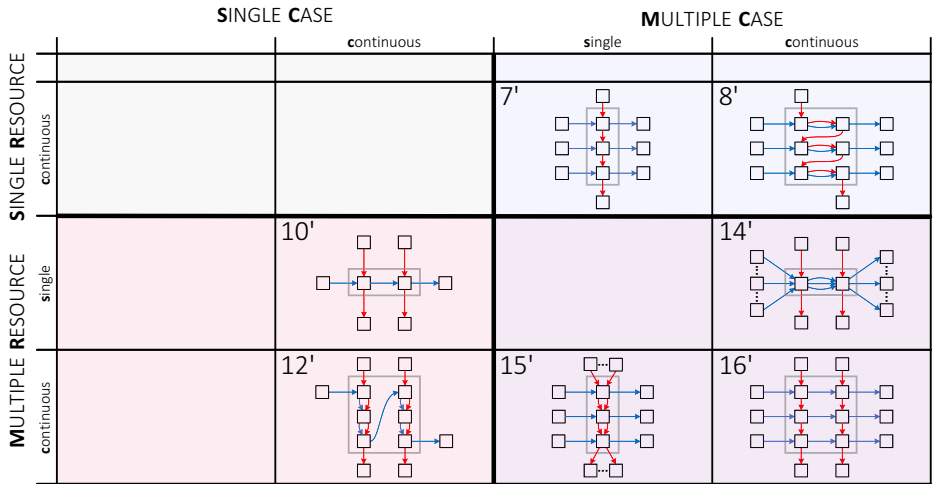 SINGLE CASE
MULTIPLE CASE
continuous
single
continuous
SINGLE RESOURCE
continuous
7'
8'
MULTIPLE RESOURCE
single
10'
14'
continuous
12'
15'
16'